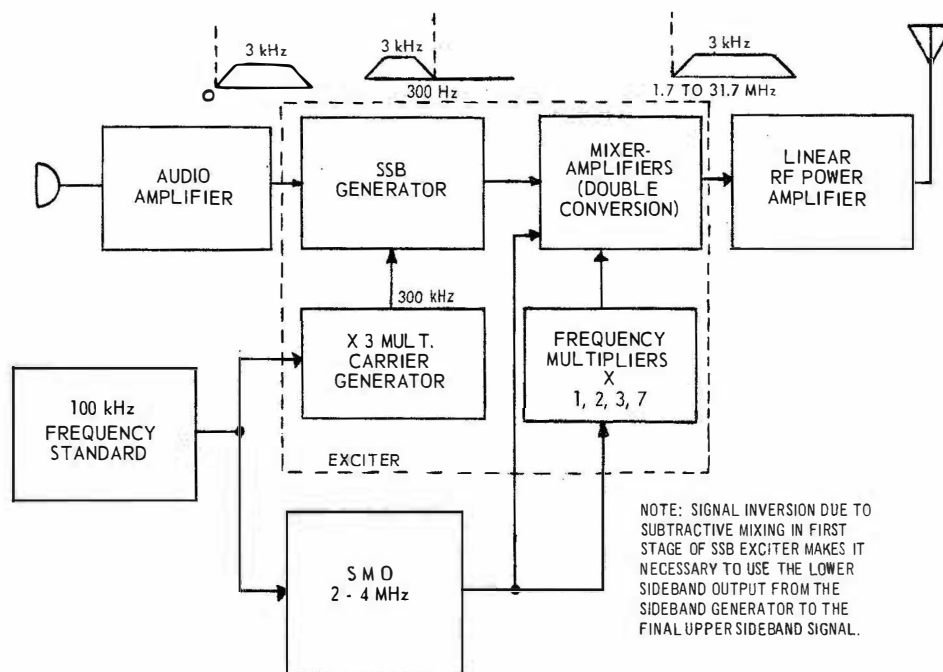 3 kHz
3 kHz
3 kHz
O
300 Hz
1.7 TO 31.7 MHz
AUDIO
AMPLIFIER
SSB
GENERATOR
MIXER-
AMPLIFIERS
(DOUBLE
CONVERSION)
LINEAR
RF POWER
AMPLIFIER
300 kHz
X 3 MULT.
CARRIER
GENERATOR
FREQUENCY
MULTIPLIERS
X
1, 2, 3, 7
100 kHz
FREQUENCY
STANDARD
EXCITER
SMO
2 - 4 MHz
NOTE: SIGNAL INVERSION DUE TO
SUBTRACTIVE MIXING IN FIRST
STAGE OF SSB EXCITER MAKES IT
NECESSARY TO USE THE LOWER
SIDEBAND OUTPUT FROM THE
SIDEBAND GENERATOR TO THE
FINAL UPPER SIDEBAND SIGNAL.